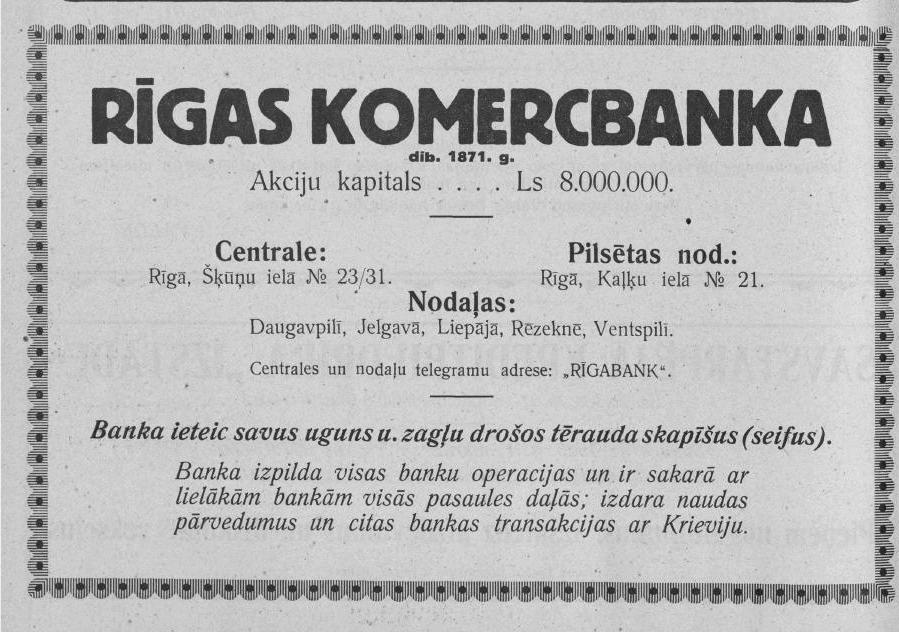 RĪGAS KOMERCBANKA
dib. 1871. g.
Akciju kapitals . . . . Ls 8.000.000.
Centrale:
Rīgā, Šķūņu ielā № 23/31.
Pilsētas nod.:
Rīgā, Kaļķu ielā № 21.
Nodaļas:
Daugavpilī, Jelgavā, Liepājā, Rēzeknē, Ventspilī.
Centrales un nodaļu telegramu adrese: „RĪGABANK“.
Banka ieteic savus uguns u. zagļu drošos tērauda skapīšus (seifus).
Banka izpilda visas banku operacijas un ir sakarā ar
lielākām bankām visās pasaules daļās; izdara naudas
pārvedumus un citas bankas transakcijas ar Krieviju.